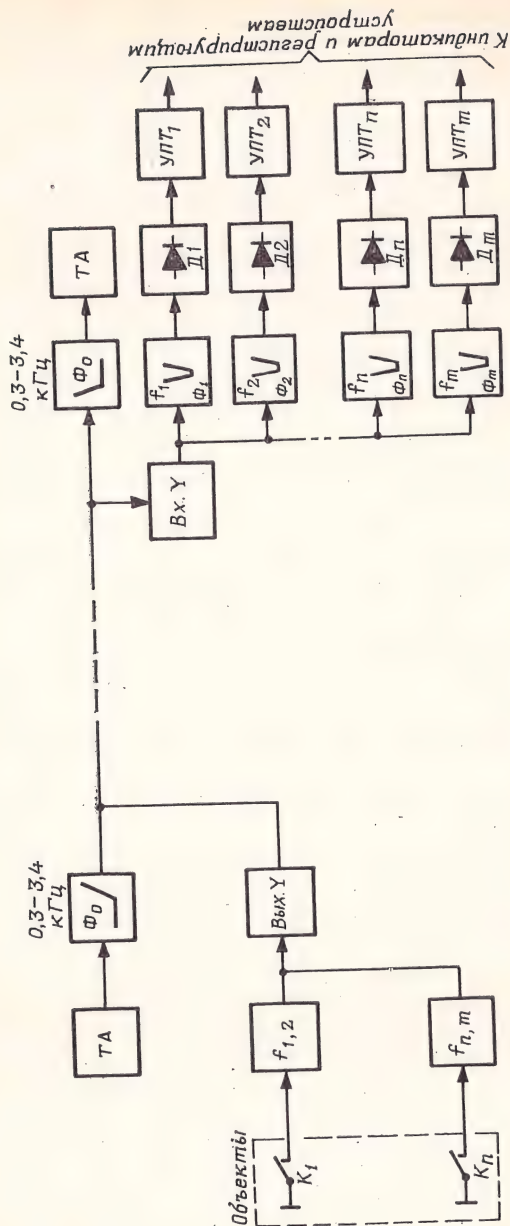 Объекты
K₁
Kₙ
ТА
0,3-3,4
кГц
Ф₀
f₁,₂
fₙ,ₘ
Вых.У
0,3-3,4
кГц
Ф₀
ТА
Вх.У
f₁
Ф₁
Д1
УПТ₁
f₂
Ф₂
Д2
УПТ₂
fₙ
Фₙ
Дₙ
УПТₙ
fₘ
Фₘ
Дₘ
УПТₘ
К индикаторам и регистрирующим
устройствам